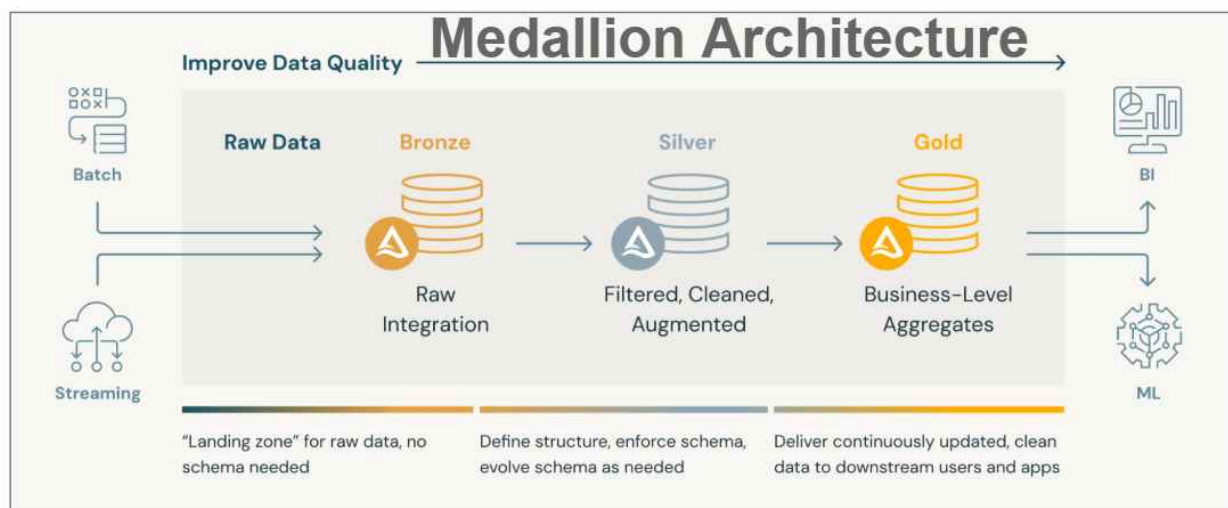 Medallion Architecture
Improve Data Quality
Batch
Streaming
Raw Data
Bronze
Silver
Gold
Raw
Integration
Filtered, Cleaned,
Augmented
Business-Level
Aggregates
BI
ML
“Landing zone” for raw data, no
schema needed
Define structure, enforce schema,
evolve schema as needed
Deliver continuously updated, clean
data to downstream users and apps